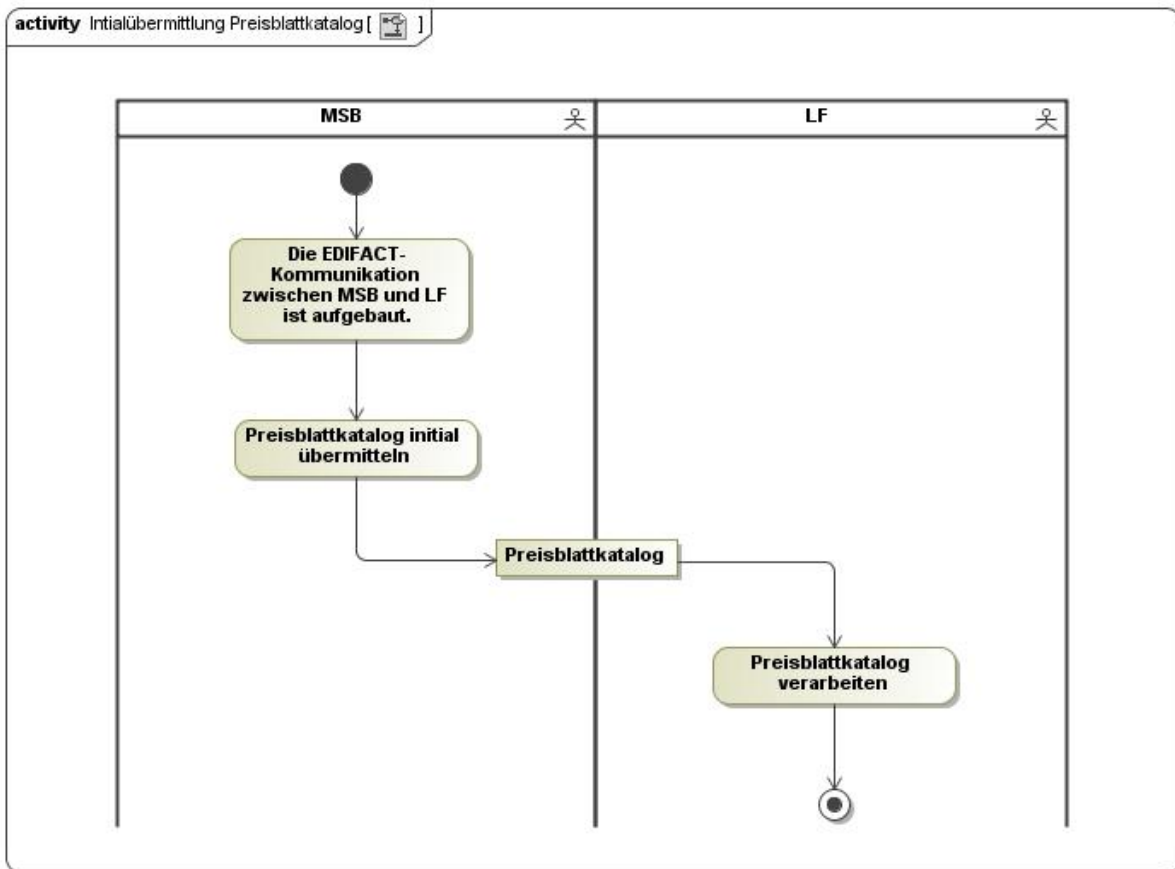 activity Intialübermittlung Preisblattkatalog [ ]
MSB
LF
Die EDIFACT-
Kommunikation
zwischen MSB und LF
ist aufgebaut.
Preisblattkatalog initial
übermitteln
Preisblattkatalog
Preisblattkatalog
verarbeiten